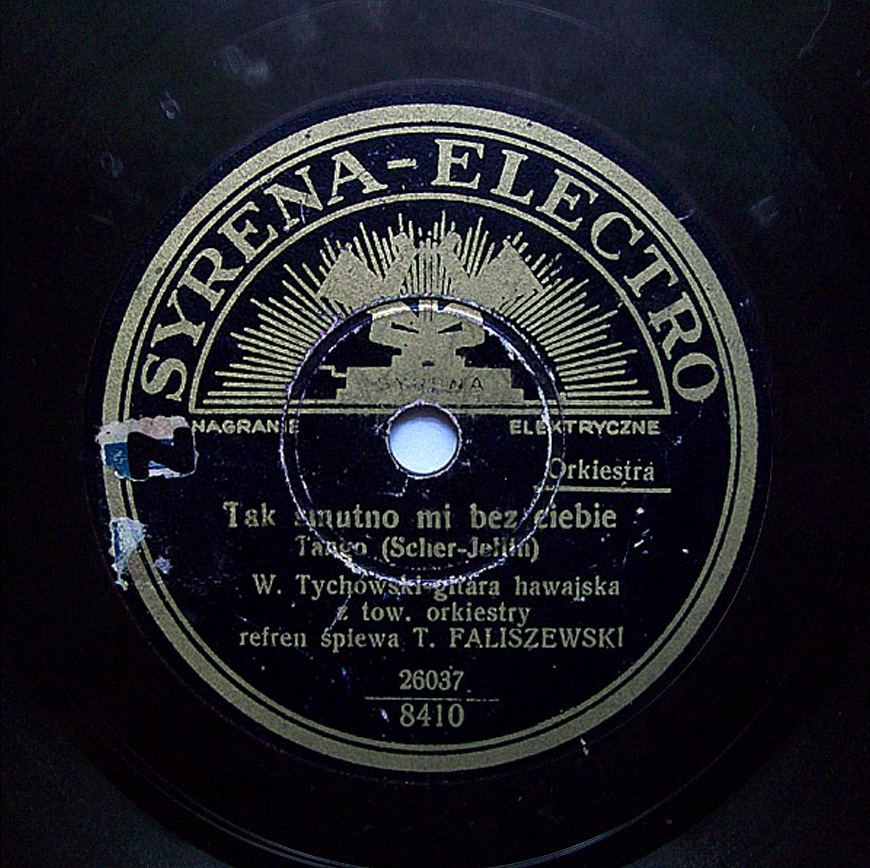 SYRENA-ELECTRO
SYRENA
NAGRANIE ELEKTRYCZNE
Orkiestra
Tak smutno mi bez ciebie
Tango (Scher-Jellin)
W. Tychowski-gitara hawajska
z tow. orkiestry
refren śpiewa T. FALISZEWSKI
26037
8410
Z